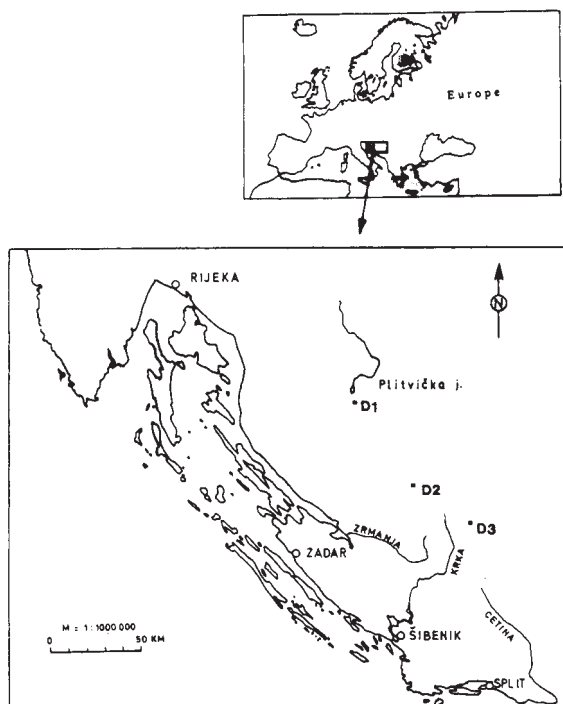 Europe
RIJEKA
N
Plitvička j.
D1
D2
D3
ZRMANJA
KRKA
ZADAR
CETINA
M = 1:1000 000
0 50 KM
ŠIBENIK
SPLIT